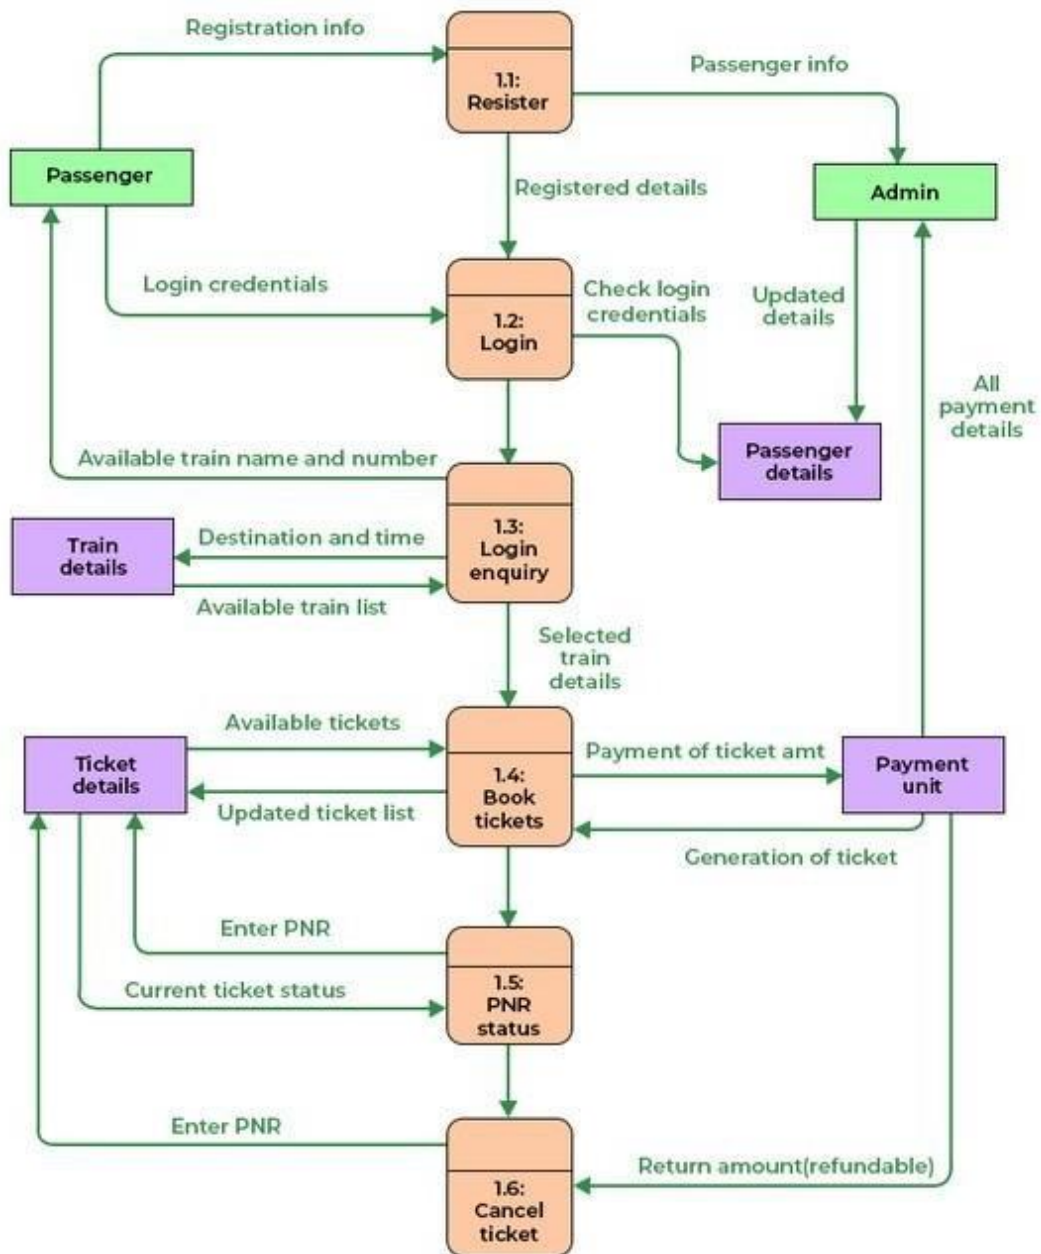 Registration info
1.1:
Resister
Passenger info
Passenger
Admin
Registered details
Login credentials
1.2:
Login
Check login
credentials
Updated
details
All
payment
details
Available train name and number
Passenger
details
1.3:
Login
enquiry
Train
details
Destination and time
Available train list
Selected
train
details
Available tickets
Ticket
details
Updated ticket list
1.4:
Book
tickets
Payment of ticket amt
Payment
unit
Generation of ticket
Enter PNR
Current ticket status
1.5:
PNR
status
Enter PNR
1.6:
Cancel
ticket
Return amount(refundable)